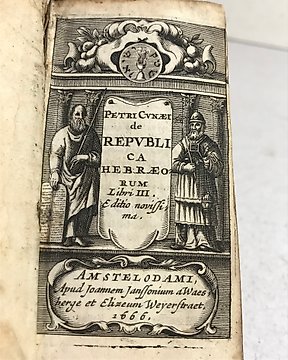 PETRI CVNÆI
de
REPVBLI
CA
HEBRÆO
RUM
Libri III.
Editio novissi
ma.
AMSTELODAMI,
Apud Joannem Janssonium à Waes
berge et Elizeum Weyerstraet.
1666.